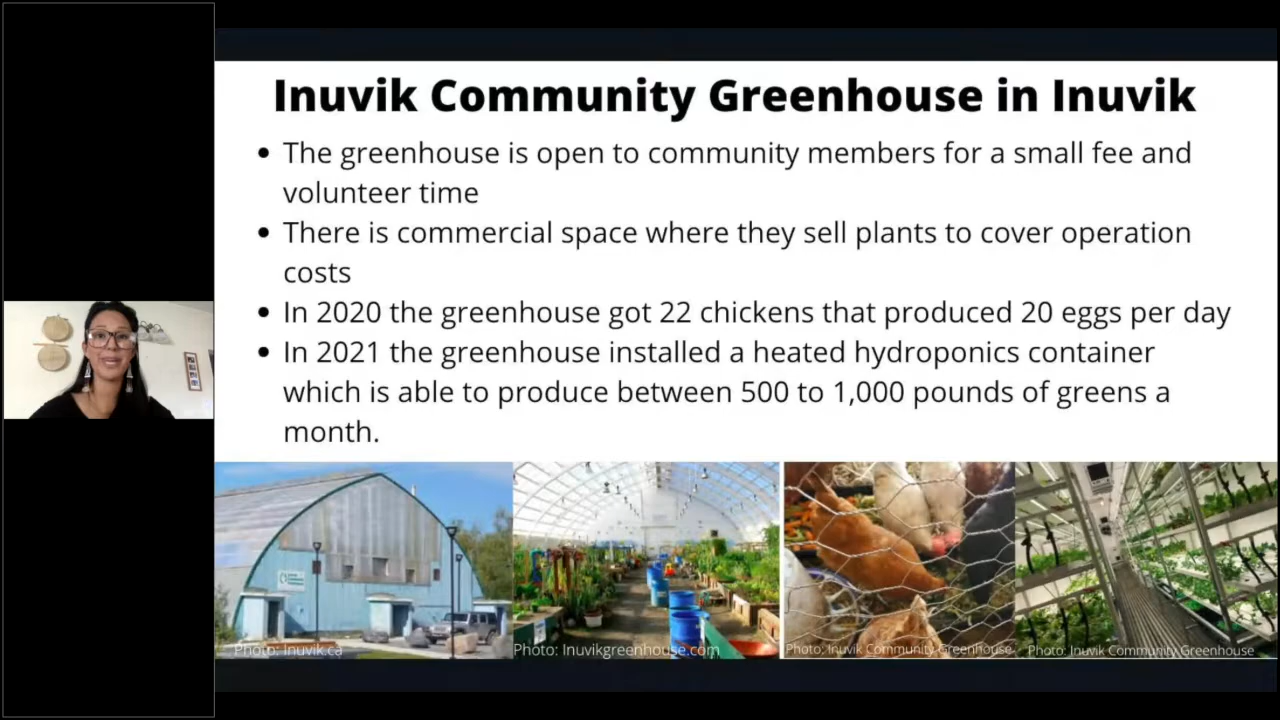 Inuvik Community Greenhouse in Inuvik
• The greenhouse is open to community members for a small fee and
volunteer time
• There is commercial space where they sell plants to cover operation
costs
• In 2020 the greenhouse got 22 chickens that produced 20 eggs per day
• In 2021 the greenhouse installed a heated hydroponics container
which is able to produce between 500 to 1,000 pounds of greens a
month.
Photo: Inuvik.ca
Photo: Inuvikgreenhouse.com
Photo: Inuvik Community Greenhouse
Photo: Inuvik Community Greenhouse